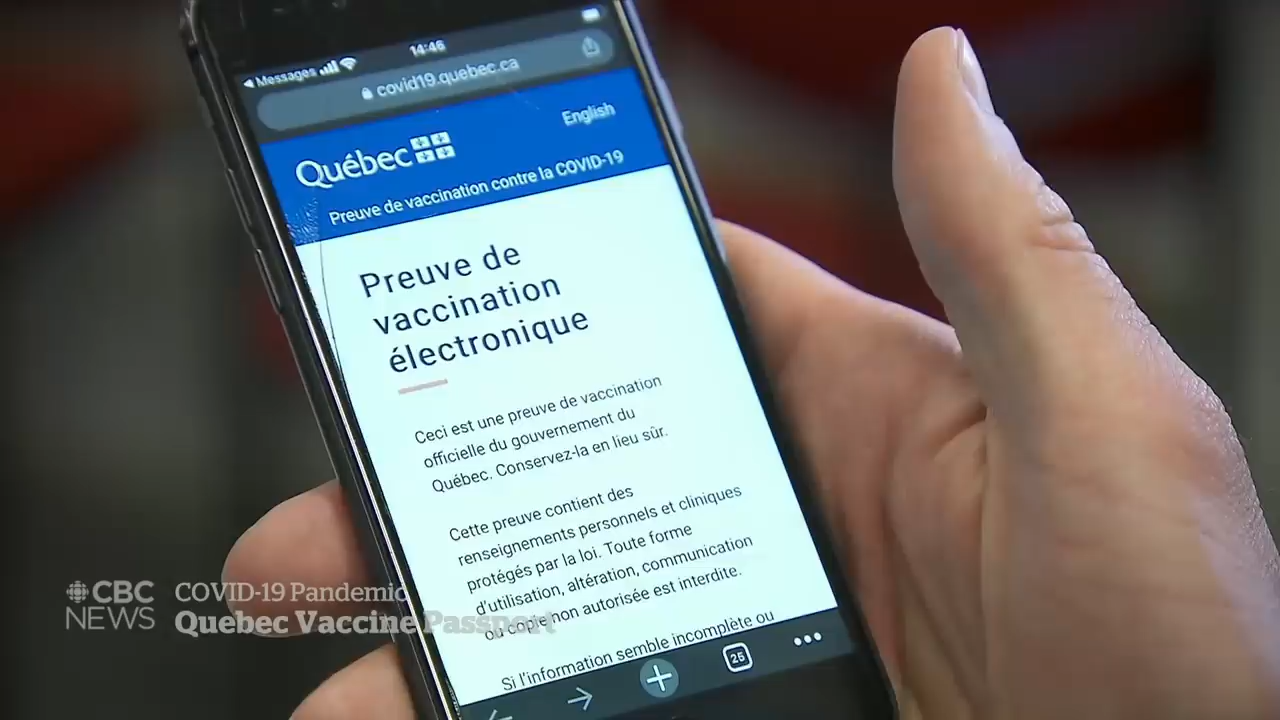 Messages 14:46
covid19.quebec.ca
English
Québec
Preuve de vaccination contre la COVID-19
Preuve de
vaccination
électronique
Ceci est une preuve de vaccination
officielle du gouvernement du
Québec. Conservez-la en lieu sûr.
Cette preuve contient des
renseignements personnels et cliniques
protégés par la loi. Toute forme
d'utilisation, altération, communication
ou copie non autorisée est interdite.
Si l'information semble incomplète ou
25
CBC
NEWS
COVID-19 Pandemic
Quebec Vaccine Passport